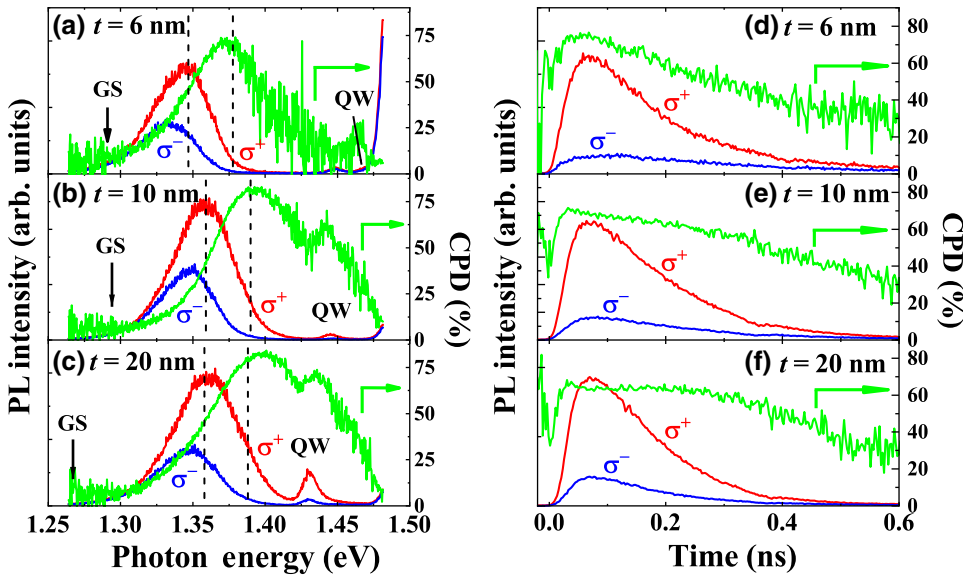 (a) t = 6 nm
GS
QW
σ−
σ+
75
50
25
0
(b) t = 10 nm
GS
QW
σ−
σ+
75
50
25
0
(c) t = 20 nm
GS
QW
σ−
σ+
75
50
25
0
1.25 1.30 1.35 1.40 1.45 1.50
Photon energy (eV)
PL intensity (arb. units)
CPD (%)
(d) t = 6 nm
σ+
σ−
80
60
40
20
0
(e) t = 10 nm
σ+
σ−
80
60
40
20
0
(f) t = 20 nm
σ+
σ−
80
60
40
20
0
0.0 0.2 0.4 0.6
Time (ns)
PL intensity (arb. units)
CPD (%)